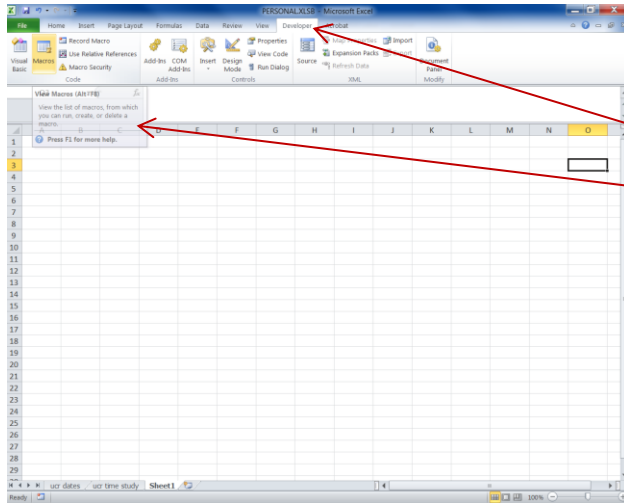 PERSONAL.XLSB - Microsoft Excel
File Home Insert Page Layout Formulas Data Review View Developer Acrobat
Record Macro Properties Map Properties Import
Use Relative References View Code Expansion Packs Export
Macro Security Run Dialog Refresh Data
Visual Basic Macros Add-Ins COM Add-Ins Insert Design Mode Source Document Panel
Code Add-Ins Controls XML Modify
View Macros (Alt+F8)
View the list of macros, from which
you can run, create, or delete a
macro.
Press F1 for more help.
A B C D E F G H I J K L M N O
1
2
3
4
5
6
7
8
9
10
11
12
13
14
15
16
17
18
19
20
21
22
23
24
25
26
27
28
29
ucr dates ucr time study Sheet1
Ready 100%